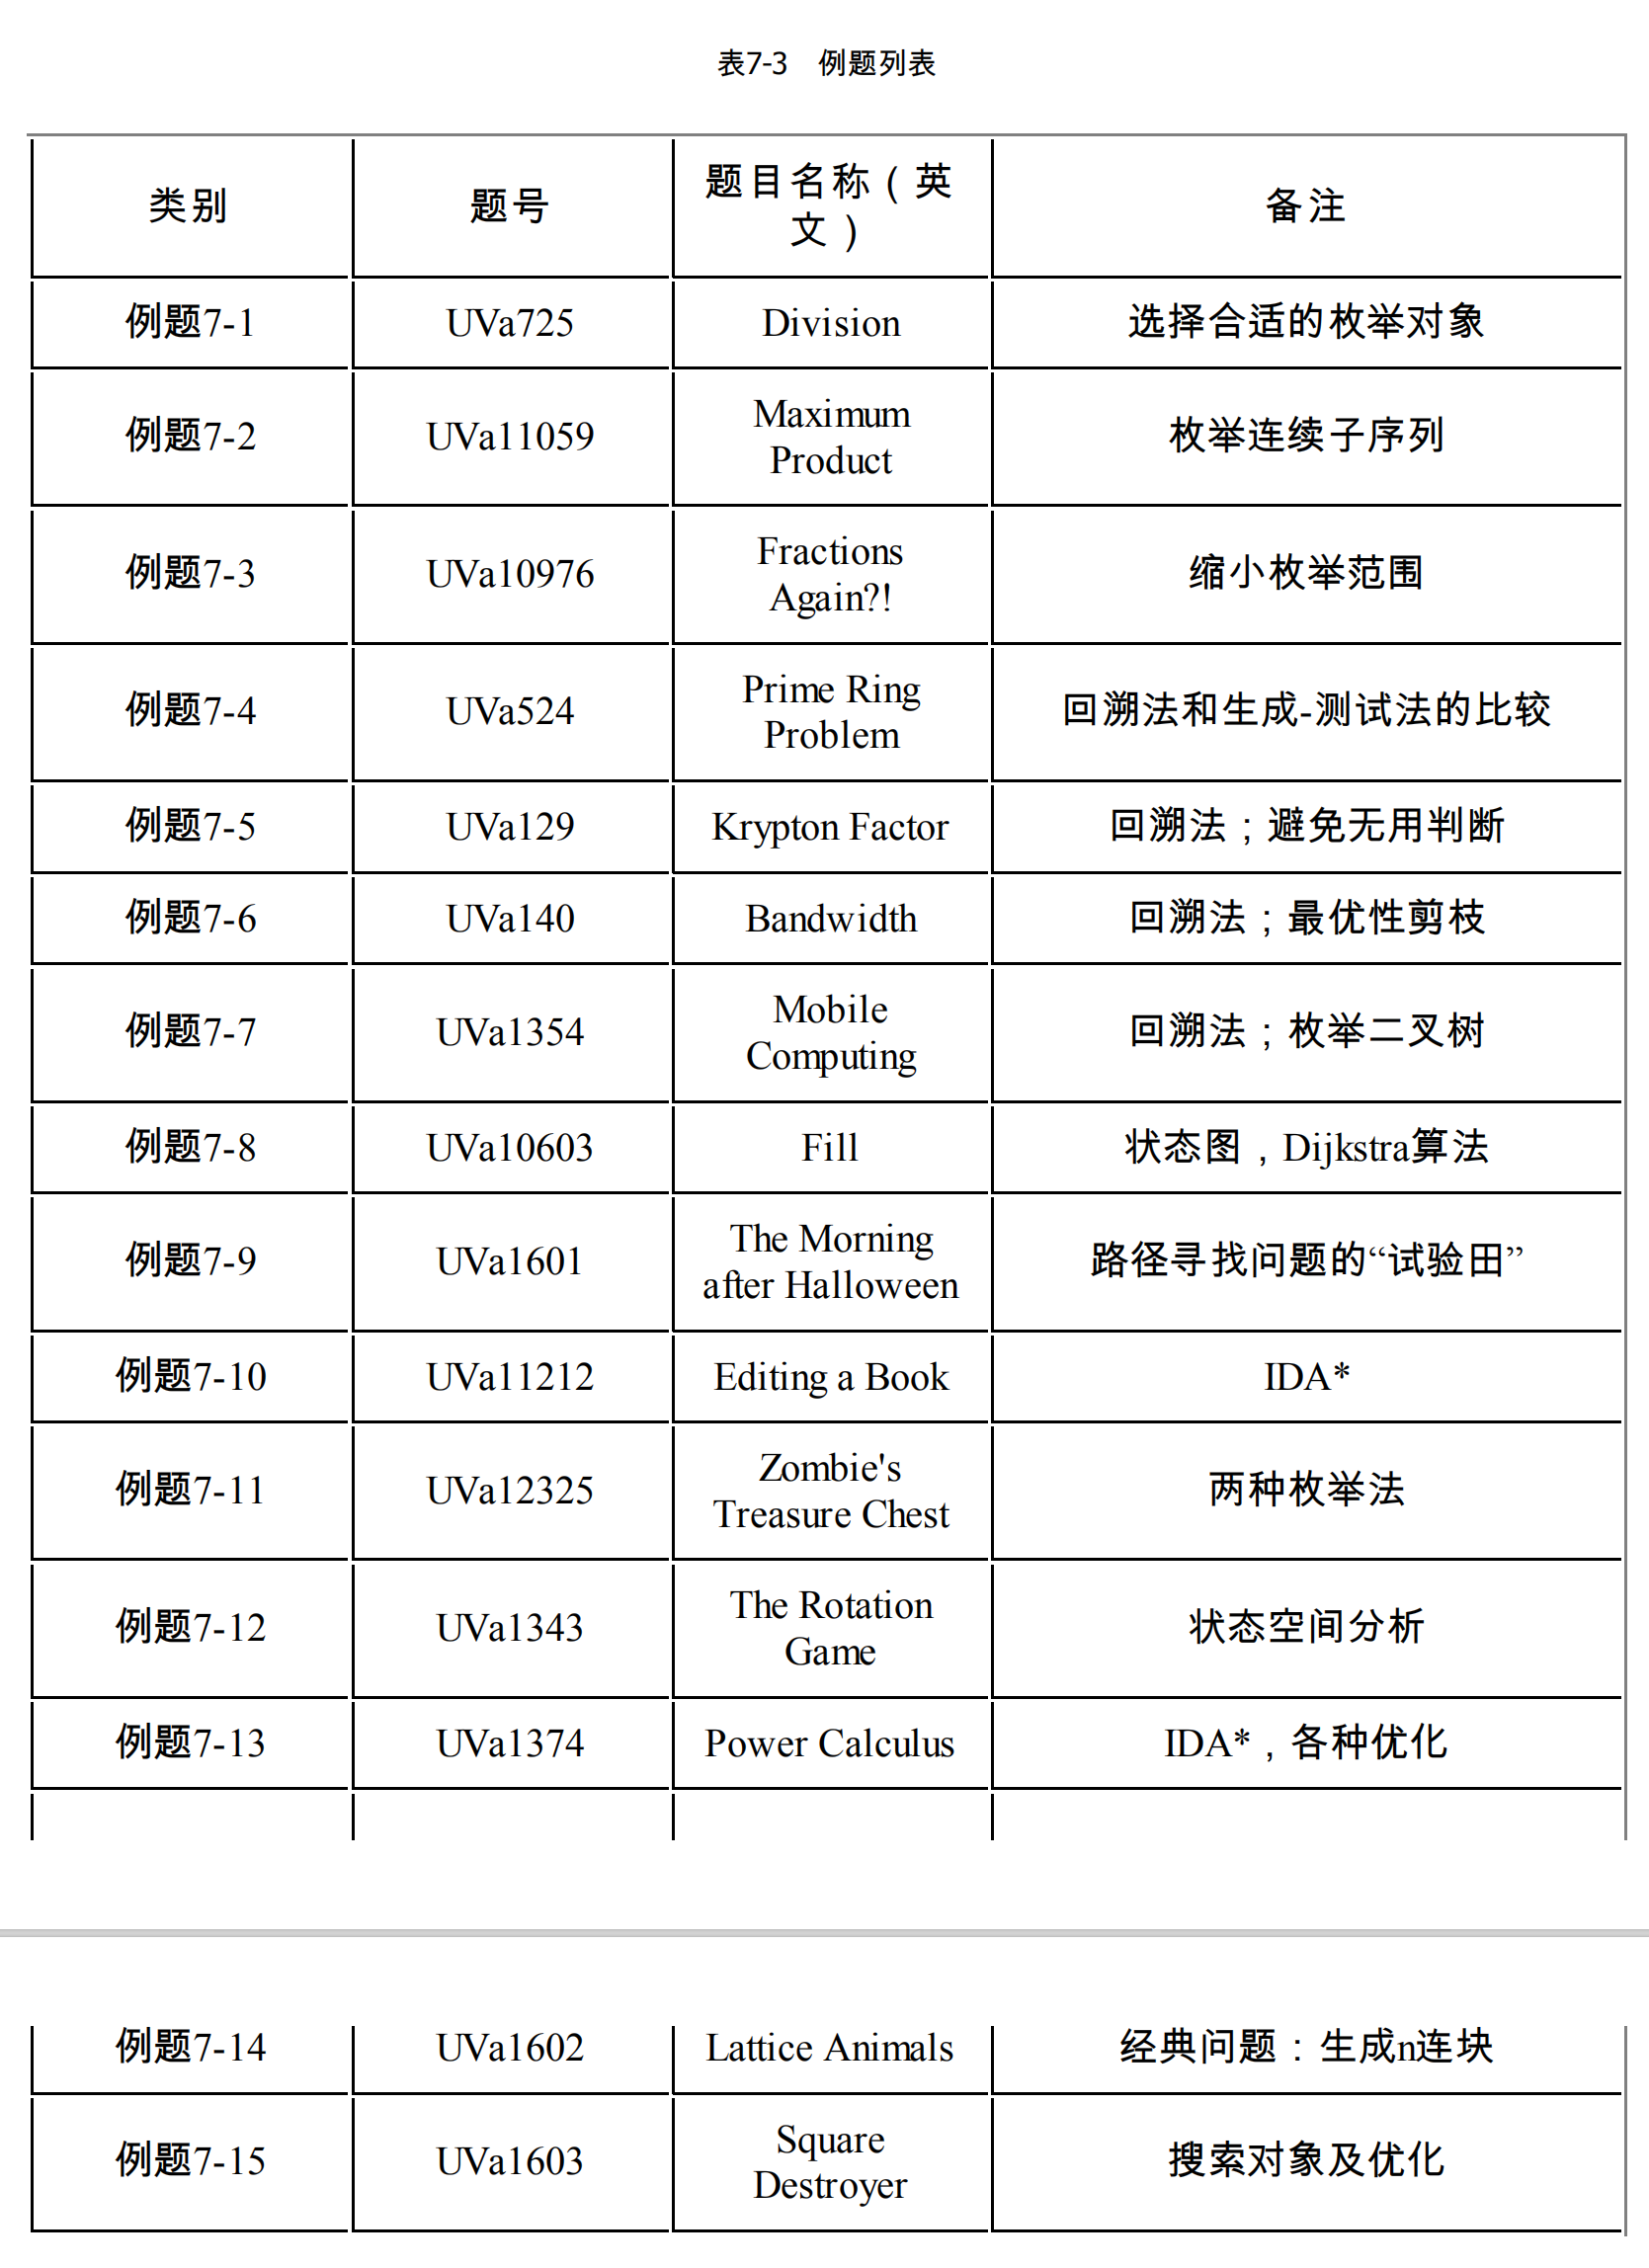 表7-3　例题列表
类别 题号 题目名称（英文） 备注
例题7-1 UVa725 Division 选择合适的枚举对象
例题7-2 UVa11059 Maximum Product 枚举连续子序列
例题7-3 UVa10976 Fractions Again?! 缩小枚举范围
例题7-4 UVa524 Prime Ring Problem 回溯法和生成-测试法的比较
例题7-5 UVa129 Krypton Factor 回溯法；避免无用判断
例题7-6 UVa140 Bandwidth 回溯法；最优性剪枝
例题7-7 UVa1354 Mobile Computing 回溯法；枚举二叉树
例题7-8 UVa10603 Fill 状态图，Dijkstra算法
例题7-9 UVa1601 The Morning after Halloween 路径寻找问题的“试验田”
例题7-10 UVa11212 Editing a Book IDA*
例题7-11 UVa12325 Zombie's Treasure Chest 两种枚举法
例题7-12 UVa1343 The Rotation Game 状态空间分析
例题7-13 UVa1374 Power Calculus IDA*，各种优化
例题7-14 UVa1602 Lattice Animals 经典问题：生成n连块
例题7-15 UVa1603 Square Destroyer 搜索对象及优化